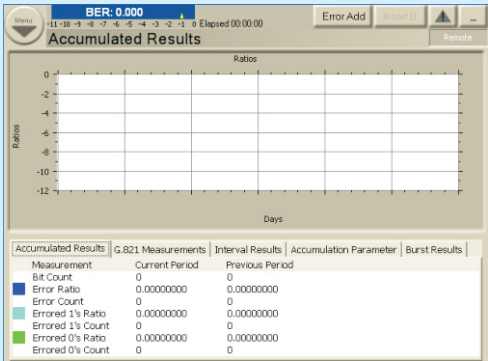 Menu
BER: 0.000
-11 -10 -9 -8 -7 -6 -5 -4 -3 -2 -1 0 Elapsed 00:00:00
Error Add
Insert B
Accumulated Results
Remote
Ratios
0
-2
-4
-6
-8
-10
-12
Ratios
Days
Accumulated Results G.821 Measurements Interval Results Accumulation Parameter Burst Results
Measurement Current Period Previous Period
Bit Count 0 0
Error Ratio 0.00000000 0.00000000
Error Count 0 0
Errored 1's Ratio 0.00000000 0.00000000
Errored 1's Count 0 0
Errored 0's Ratio 0.00000000 0.00000000
Errored 0's Count 0 0